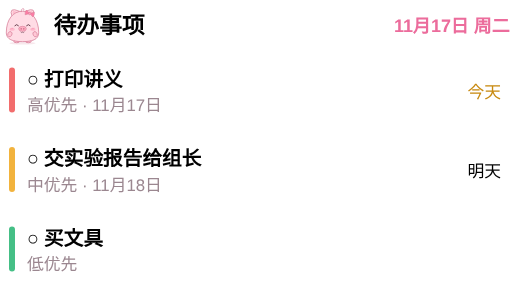 待办事项
11月17日 周二
○ 打印讲义
高优先 · 11月17日
今天
○ 交实验报告给组长
中优先 · 11月18日
明天
○ 买文具
低优先